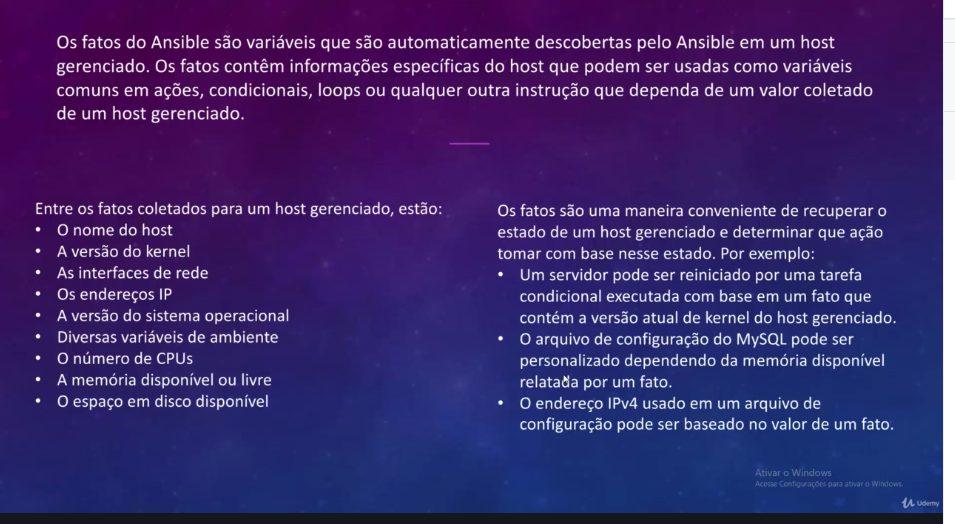 Os fatos do Ansible são variáveis que são automaticamente descobertas pelo Ansible em um host
gerenciado. Os fatos contêm informações específicas do host que podem ser usadas como variáveis
comuns em ações, condicionais, loops ou qualquer outra instrução que dependa de um valor coletado
de um host gerenciado.
Entre os fatos coletados para um host gerenciado, estão:
• O nome do host
• A versão do kernel
• As interfaces de rede
• Os endereços IP
• A versão do sistema operacional
• Diversas variáveis de ambiente
• O número de CPUs
• A memória disponível ou livre
• O espaço em disco disponível
Os fatos são uma maneira conveniente de recuperar o
estado de um host gerenciado e determinar que ação
tomar com base nesse estado. Por exemplo:
• Um servidor pode ser reiniciado por uma tarefa
condicional executada com base em um fato que
contém a versão atual de kernel do host gerenciado.
• O arquivo de configuração do MySQL pode ser
personalizado dependendo da memória disponível
relatada por um fato.
• O endereço IPv4 usado em um arquivo de
configuração pode ser baseado no valor de um fato.
Ativar o Windows
Acesse Configurações para ativar o Windows.
Udemy